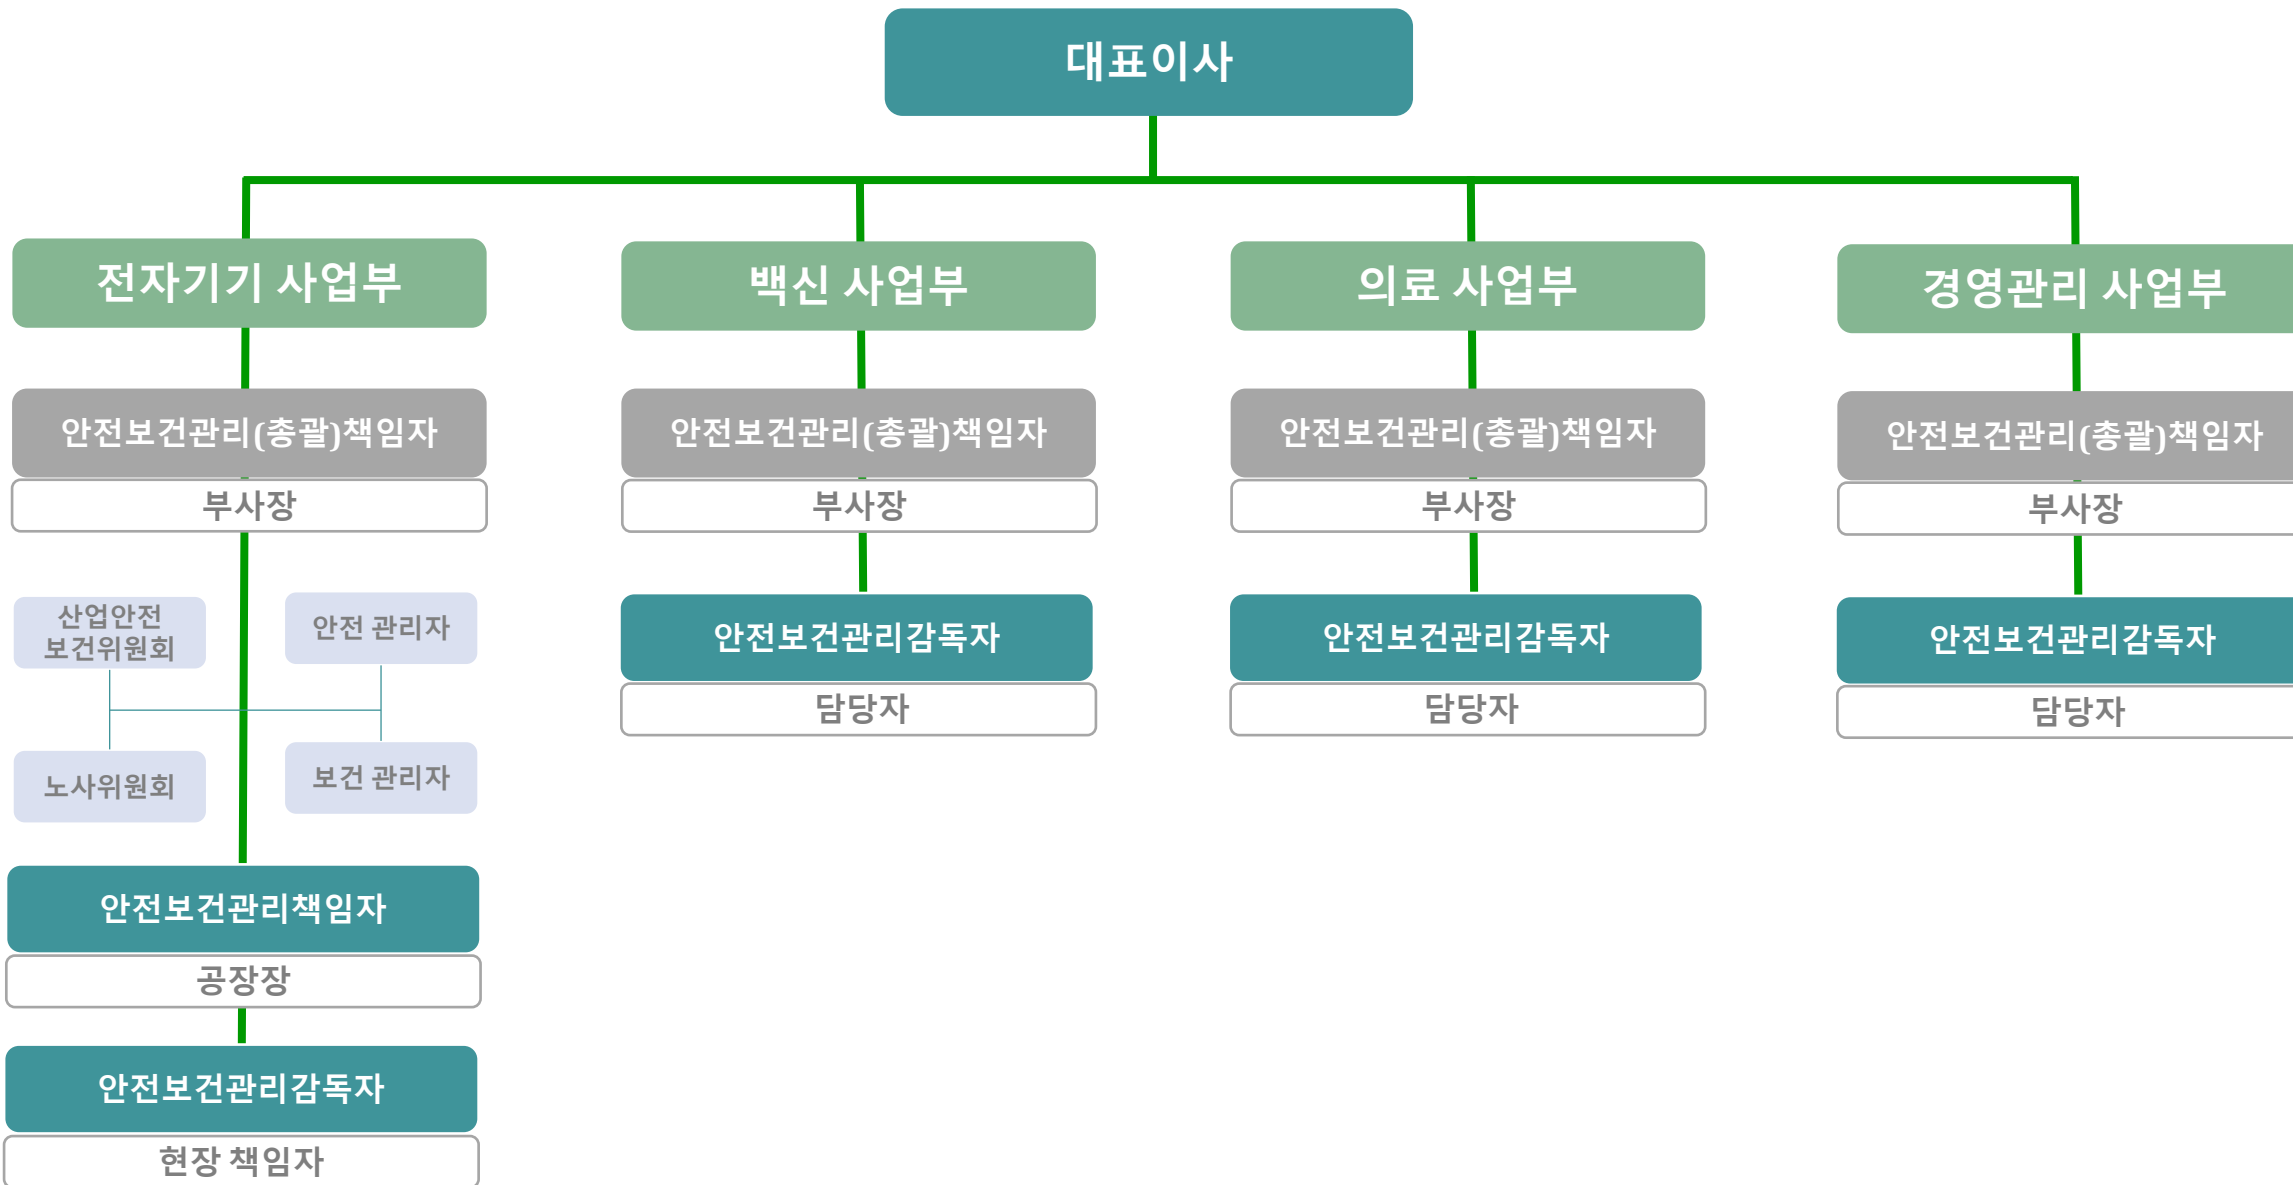 대표이사
전자기기 사업부
백신 사업부
의료 사업부
경영관리 사업부
안전보건관리(총괄)책임자
부사장
안전보건관리(총괄)책임자
부사장
안전보건관리(총괄)책임자
부사장
안전보건관리(총괄)책임자
부사장
산업안전
보건위원회
안전 관리자
노사위원회
보건 관리자
안전보건관리감독자
담당자
안전보건관리감독자
담당자
안전보건관리감독자
담당자
안전보건관리책임자
공장장
안전보건관리감독자
현장 책임자